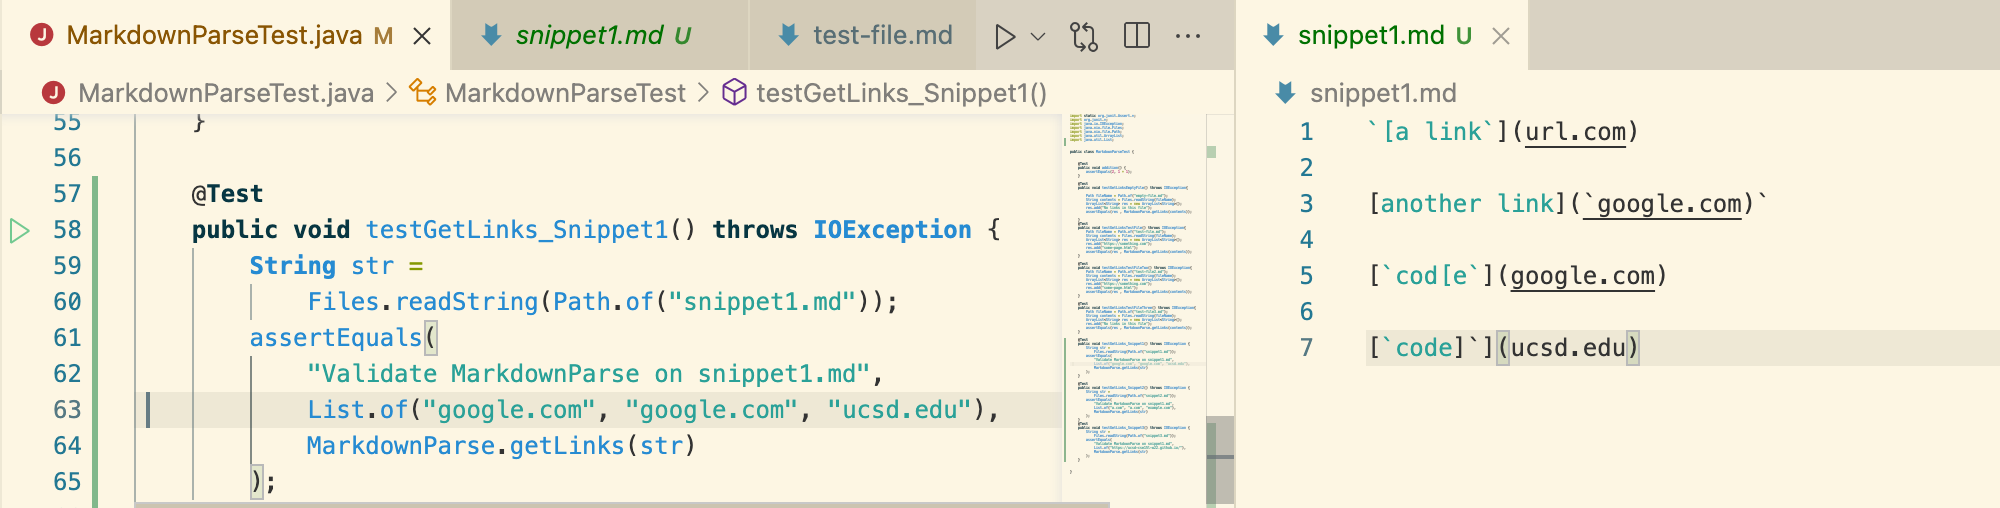 MarkdownParseTest.java M
snippet1.md U
test-file.md
MarkdownParseTest.java > MarkdownParseTest > testGetLinks_Snippet1()
55 }
56
57 @Test
58 public void testGetLinks_Snippet1() throws IOException {
59 String str =
60 Files.readString(Path.of("snippet1.md"));
61 assertEquals(
62 "Validate MarkdownParse on snippet1.md",
63 List.of("google.com", "google.com", "ucsd.edu"),
64 MarkdownParse.getLinks(str)
65 );
snippet1.md U
snippet1.md
1 `[a link`](url.com)
2
3 [another link](`google.com)`
4
5 [`cod[e`](google.com)
6
7 [`code]`](ucsd.edu)